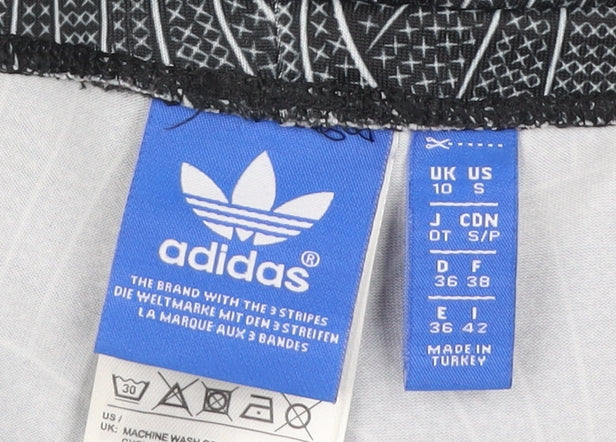 adidas®
THE BRAND WITH THE 3 STRIPES
DIE WELTMARKE MIT DEN 3 STREIFEN
LA MARQUE AUX 3 BANDES
30
US /
UK: MACHINE WASH
UK US
10 S
J CDN
OT S/P
D F
36 38
E I
36 42
MADE IN
TURKEY